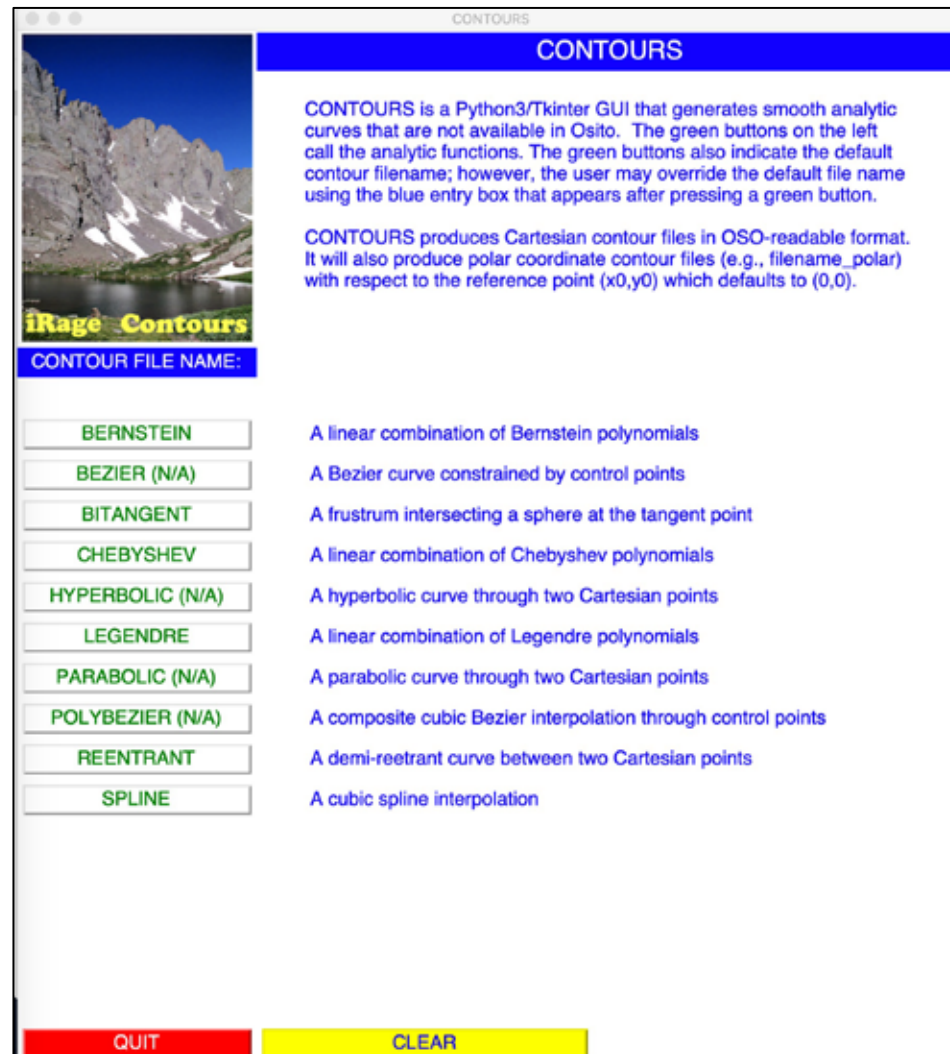 CONTOURS
CONTOURS
CONTOURS is a Python3/Tkinter GUI that generates smooth analytic
curves that are not available in Osito.  The green buttons on the left
call the analytic functions. The green buttons also indicate the default
contour filename; however, the user may override the default file name
using the blue entry box that appears after pressing a green button.
CONTOURS produces Cartesian contour files in OSO-readable format.
It will also produce polar coordinate contour files (e.g., filename_polar)
with respect to the reference point (x0,y0) which defaults to (0,0).
iRage Contours
CONTOUR FILE NAME:
BERNSTEIN A linear combination of Bernstein polynomials
BEZIER (N/A) A Bezier curve constrained by control points
BITANGENT A frustrum intersecting a sphere at the tangent point
CHEBYSHEV A linear combination of Chebyshev polynomials
HYPERBOLIC (N/A) A hyperbolic curve through two Cartesian points
LEGENDRE A linear combination of Legendre polynomials
PARABOLIC (N/A) A parabolic curve through two Cartesian points
POLYBEZIER (N/A) A composite cubic Bezier interpolation through control points
REENTRANT A demi-reetrant curve between two Cartesian points
SPLINE A cubic spline interpolation
QUIT CLEAR